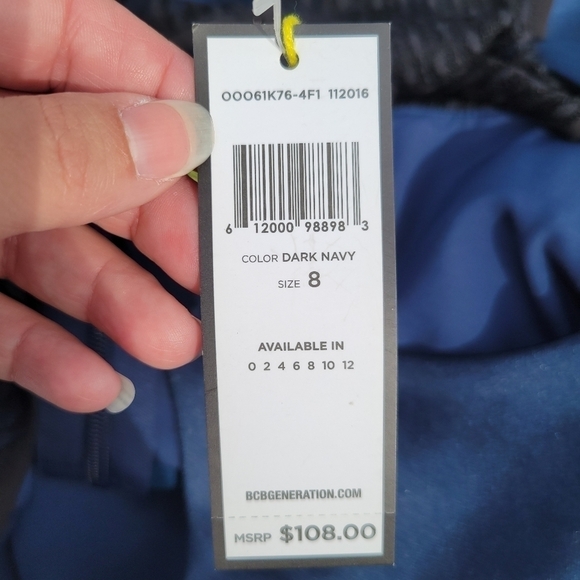 OOO61K76-4F1 112016
6 12000 98898 3
COLOR DARK NAVY
SIZE 8
AVAILABLE IN
0 2 4 6 8 10 12
BCBGENERATION.COM
MSRP $108.00